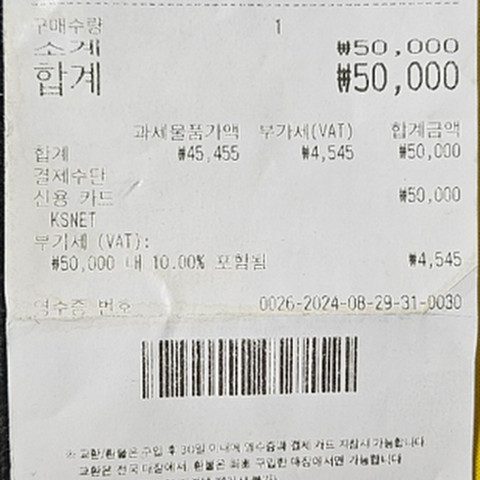 구매수량 1
소계 ₩50,000
합계 ₩50,000
과세물품가액 부가세(VAT) 합계금액
합계 ₩45,455 ₩4,545 ₩50,000
결제수단
신용 카드 ₩50,000
KSNET
부가세 (VAT):
₩50,000 내 10.00% 포함됨 ₩4,545
영수증 번호 0026-2024-08-29-31-0030
※ 교환/환불은 구입 후 30일 이내에 영수증과 결제 카드 지참시 가능합니다
교환은 전국 매장에서, 환불은 최초 구입한 매장에서만 가능합니다